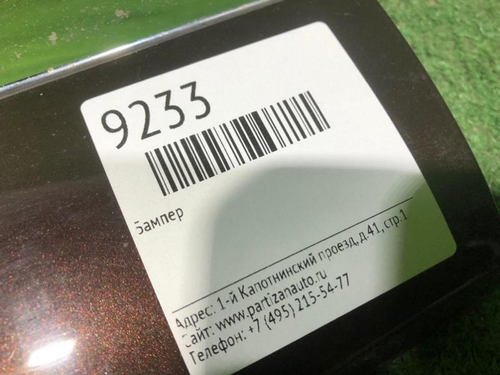 9233
Бампер
Адрес: 1-й Капотнинский проезд, д.41, стр.1
Сайт: www.partizanauto.ru
Телефон: +7 (495) 215-54-77